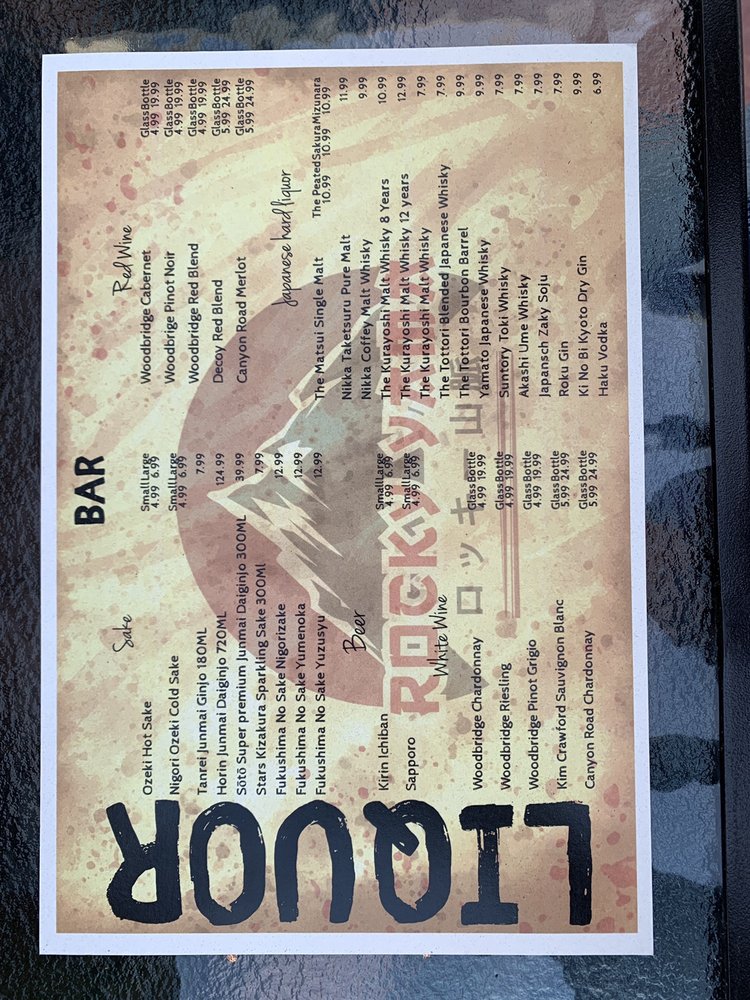 LIQUOR
BAR
Sake
Small Large
Ozeki Hot Sake 4.99 6.99
Small Large
Nigori Ozeki Cold Sake 4.99 6.99
Tanrei Junmai Ginjo 180ML 7.99
Horin Junmai Daiginjo 720ML 124.99
Sōtō Super premium Junmai Daiginjo 300ML 39.99
Stars Kizakura Sparkling Sake 300Ml 7.99
Fukushima No Sake Nigorizake 12.99
Fukushima No Sake Yumenoka 12.99
Fukushima No Sake Yuzusyu 12.99
Beer
Small Large
Kirin Ichiban 4.99 6.99
Small Large
Sapporo 4.99 6.99
White Wine
Glass Bottle
Woodbridge Chardonnay 4.99 19.99
Glass Bottle
Woodbridge Riesling 4.99 19.99
Glass Bottle
Woodbridge Pinot Grigio 4.99 19.99
Glass Bottle
Kim Crawford Sauvignon Blanc 5.99 24.99
Glass Bottle
Canyon Road Chardonnay 5.99 24.99
Red Wine
Glass Bottle
Woodbridge Cabernet 4.99 19.99
Glass Bottle
Woodbrige Pinot Noir 4.99 19.99
Glass Bottle
Woodbridge Red Blend 4.99 19.99
Glass Bottle
Decoy Red Blend 5.99 24.99
Glass Bottle
Canyon Road Merlot 5.99 24.99
Japanese hard liquor
The Peated Sakura Mizunara
The Matsui Single Malt 10.99 10.99 10.99
Nikka Taketsuru Pure Malt 11.99
Nikka Coffey Malt Whisky 9.99
The Kurayoshi Malt Whisky 8 Years 10.99
The Kurayoshi Malt Whisky 12 years 12.99
The Kurayoshi Malt Whisky 7.99
The Tottori Blended Japanese Whisky 7.99
The Tottori Bourbon Barrel 9.99
Yamato Japanese Whisky 9.99
Suntory Toki Whisky 7.99
Akashi Ume Whisky 7.99
Japansch Zaky Soju 7.99
Roku Gin 7.99
Ki No Bi Kyoto Dry Gin 9.99
Haku Vodka 6.99
ROCKY YAMA
ロッキー山脈